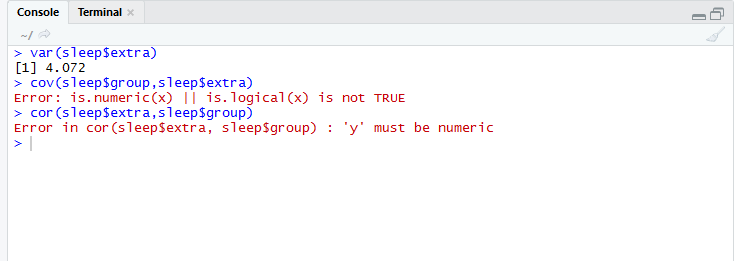 Console Terminal ×
~/
> var(sleep$extra)
[1] 4.072
> cov(sleep$group,sleep$extra)
Error: is.numeric(x) || is.logical(x) is not TRUE
> cor(sleep$extra,sleep$group)
Error in cor(sleep$extra, sleep$group) : 'y' must be numeric
>